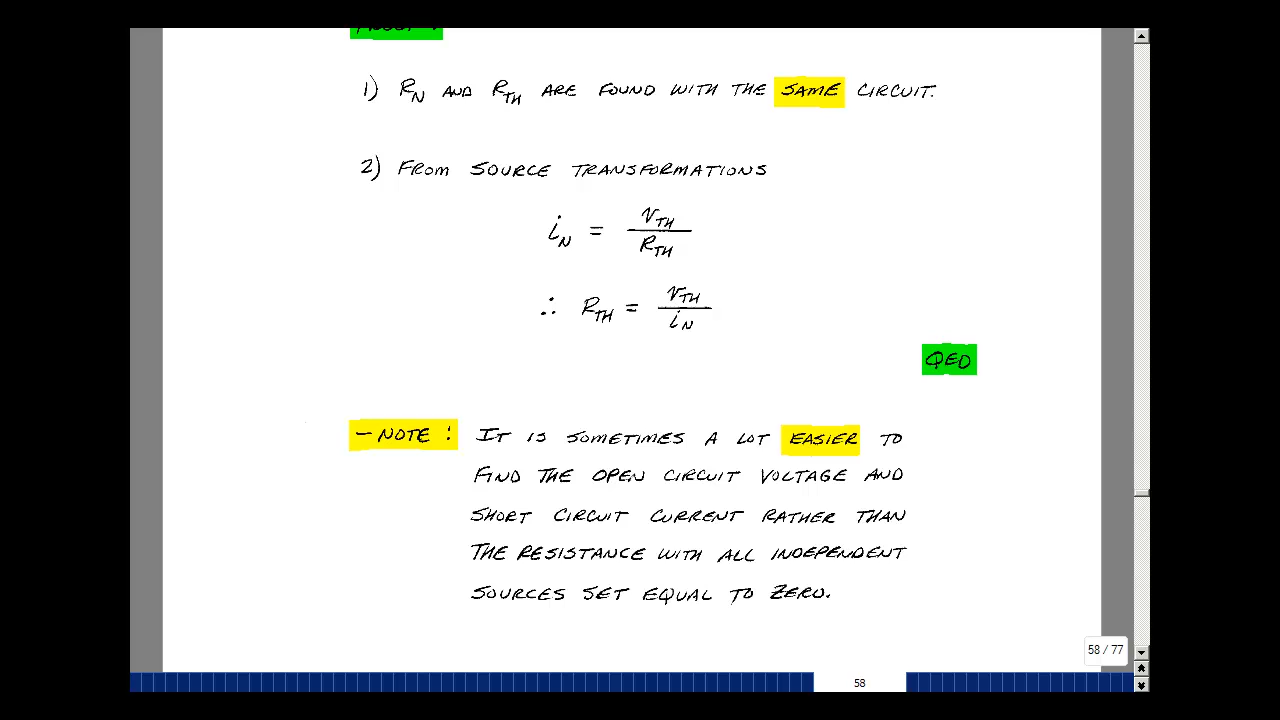 1) RN AND RTH ARE FOUND WITH THE SAME CIRCUIT.
2) FROM SOURCE TRANSFORMATIONS
iN = VTH / RTH
∴ RTH = VTH / iN
QED
- NOTE: IT IS SOMETIMES A LOT EASIER TO
FIND THE OPEN CIRCUIT VOLTAGE AND
SHORT CIRCUIT CURRENT RATHER THAN
THE RESISTANCE WITH ALL INDEPENDENT
SOURCES SET EQUAL TO ZERO.
58 / 77
58